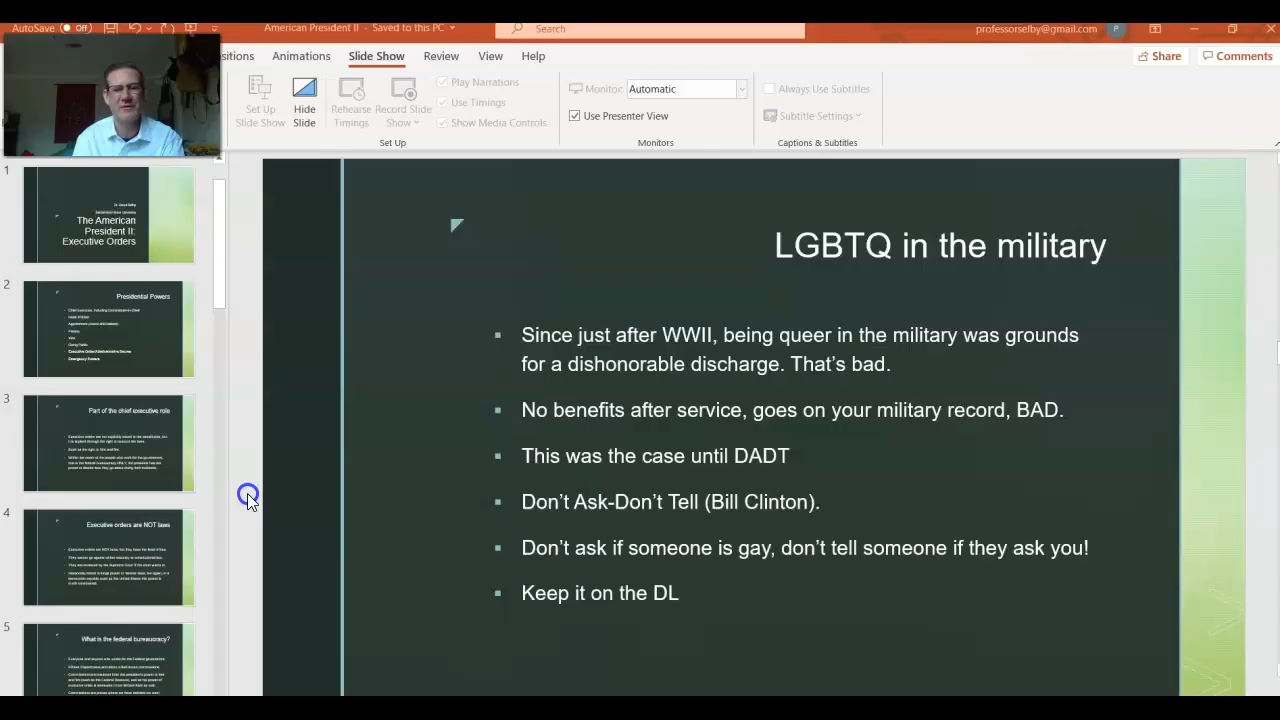 AutoSave Off American President II - Saved to this PC Search professorselby@gmail.com P
sitions Animations Slide Show Review View Help Share Comments
Set Up
Slide Show
Hide
Slide
Rehearse
Timings
Record Slide
Show
Play Narrations
Use Timings
Show Media Controls
Set Up
Monitor: Automatic
Use Presenter View
Monitors
Always Use Subtitles
Subtitle Settings
Captions & Subtitles
1
The American
President II:
Executive Orders
2
Presidential Powers
3
Part of the chief executive role
4
Executive orders are NOT laws
5
What is the federal bureaucracy?
LGBTQ in the military
Since just after WWII, being queer in the military was grounds
for a dishonorable discharge. That's bad.
No benefits after service, goes on your military record, BAD.
This was the case until DADT
Don't Ask-Don't Tell (Bill Clinton).
Don't ask if someone is gay, don't tell someone if they ask you!
Keep it on the DL